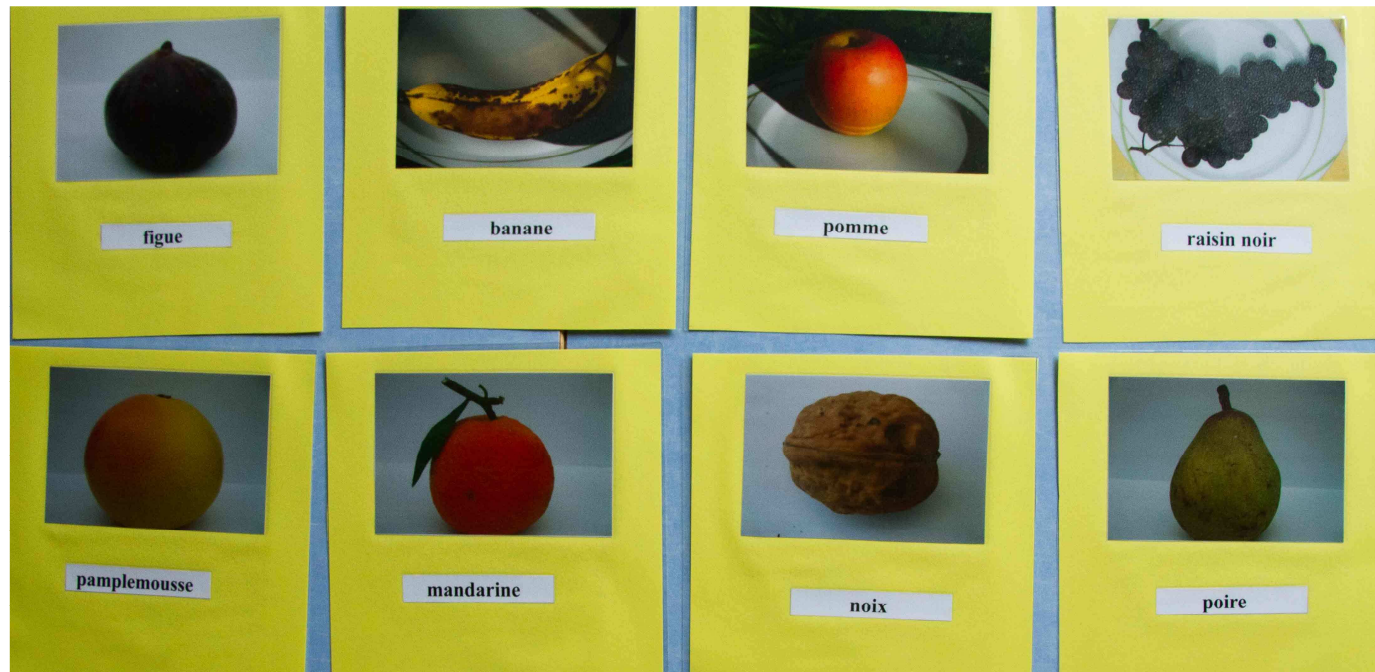 figue
banane
pomme
raisin noir
pamplemousse
mandarine
noix
poire